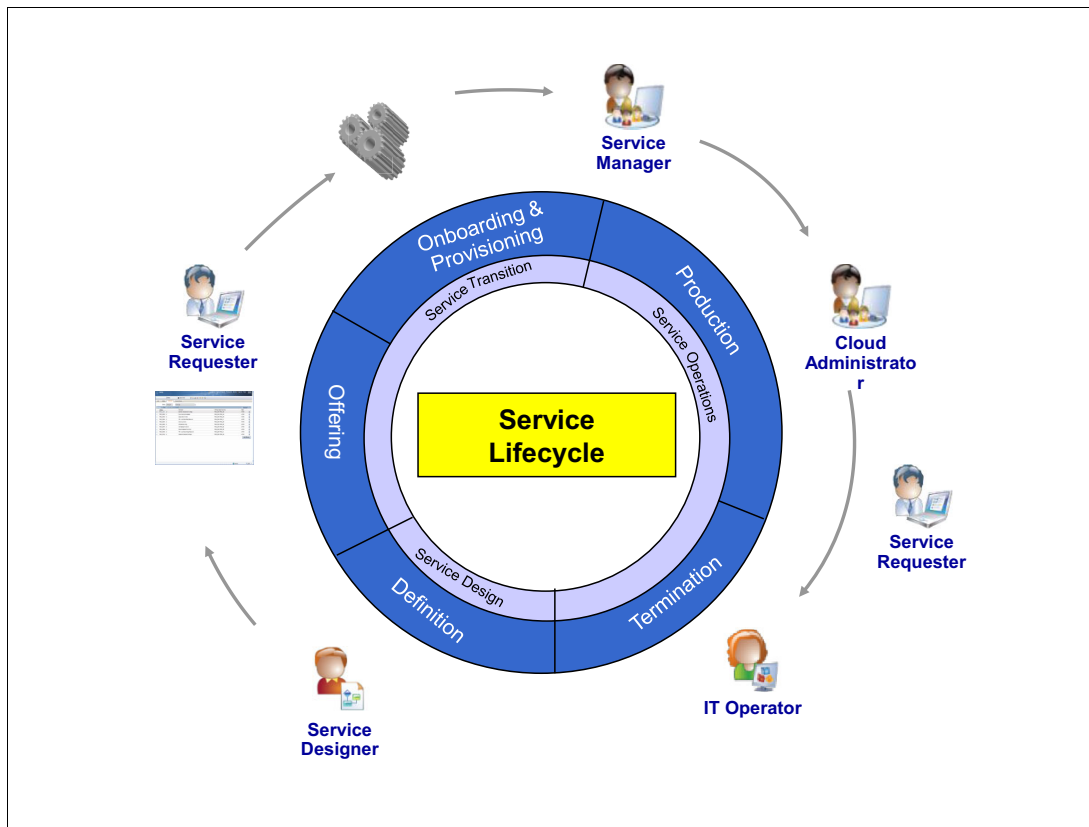 Service
Manager
Onboarding &
Provisioning
Service Transition
Production
Service Operations
Service
Requester
Cloud
Administrato
r
Offering
Service
Lifecycle
Service
Requester
Service Design
Definition
Termination
IT Operator
Service
Designer